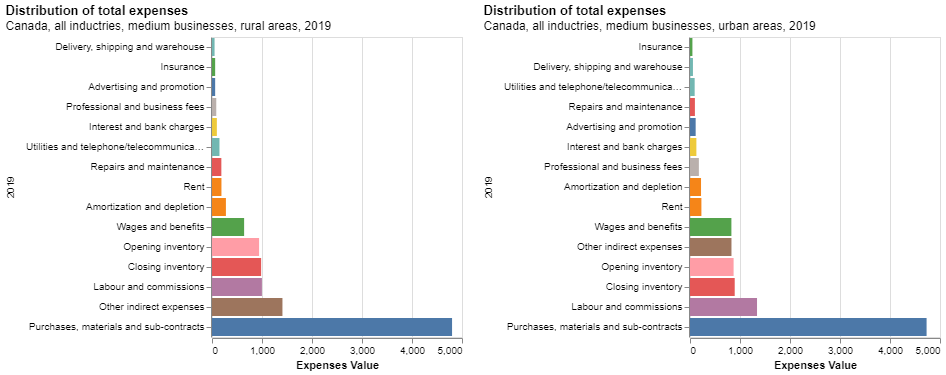 Distribution of total expenses
Canada, all inductries, medium businesses, rural areas, 2019
2019
Delivery, shipping and warehouse
Insurance
Advertising and promotion
Professional and business fees
Interest and bank charges
Utilities and telephone/telecommunica…
Repairs and maintenance
Rent
Amortization and depletion
Wages and benefits
Opening inventory
Closing inventory
Labour and commissions
Other indirect expenses
Purchases, materials and sub-contracts
0 1,000 2,000 3,000 4,000 5,000
Expenses Value
Distribution of total expenses
Canada, all inductries, medium businesses, urban areas, 2019
2019
Insurance
Delivery, shipping and warehouse
Utilities and telephone/telecommunica…
Repairs and maintenance
Advertising and promotion
Interest and bank charges
Professional and business fees
Amortization and depletion
Rent
Wages and benefits
Other indirect expenses
Opening inventory
Closing inventory
Labour and commissions
Purchases, materials and sub-contracts
0 1,000 2,000 3,000 4,000 5,000
Expenses Value